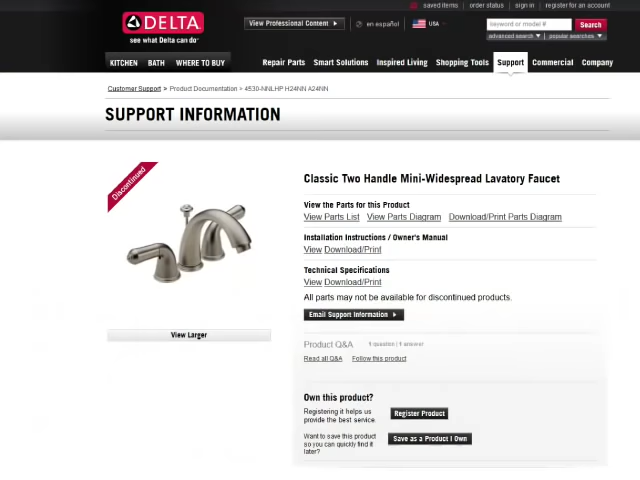 saved items | order status | sign in | register for an account
DELTA
see what Delta can do
View Professional Content
en español
USA
keyword or model #
Search
advanced search
popular searches
KITCHEN BATH WHERE TO BUY
Repair Parts Smart Solutions Inspired Living Shopping Tools Support Commercial Company
Customer Support > Product Documentation > 4530-NNLHP H24NN A24NN
SUPPORT INFORMATION
Discontinued
Classic Two Handle Mini-Widespread Lavatory Faucet
View the Parts for this Product
View Parts List View Parts Diagram Download/Print Parts Diagram
Installation Instructions / Owner's Manual
View Download/Print
Technical Specifications
View Download/Print
All parts may not be available for discontinued products.
Email Support Information
View Larger
Product Q&A 1 question | 1 answer
Read all Q&A Follow this product
Own this product?
Registering it helps us
provide the best service.
Register Product
Want to save this product
so you can quickly find it
later?
Save as a Product I Own